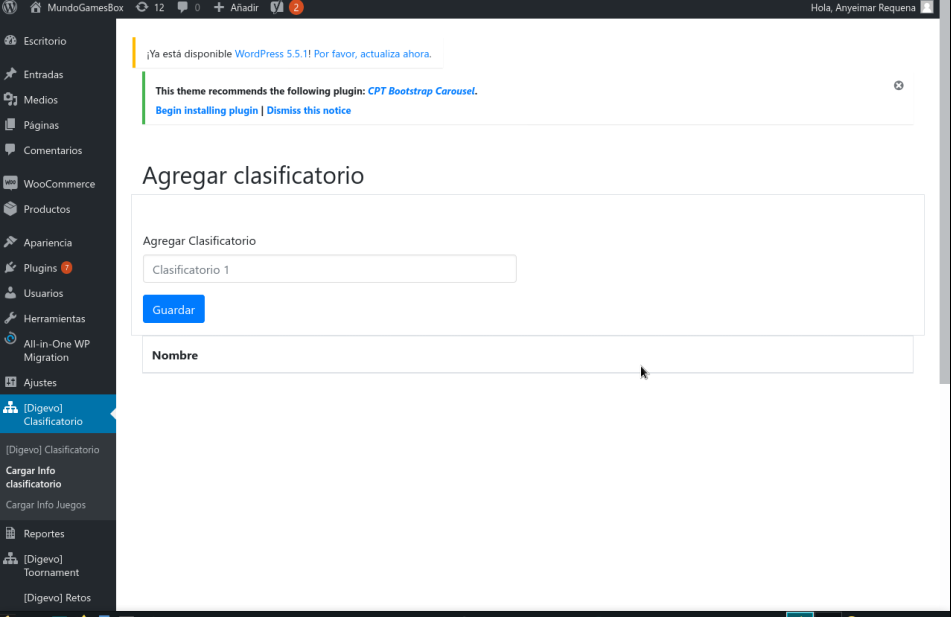 MundoGamesBox 12 0 Añadir 2 Hola, Anyeimar Requena
Escritorio
Entradas
Medios
Páginas
Comentarios
WooCommerce
Productos
Apariencia
Plugins 7
Usuarios
Herramientas
All-in-One WP
Migration
Ajustes
[Digevo]
Clasificatorio
[Digevo] Clasificatorio
Cargar Info
clasificatorio
Cargar Info Juegos
Reportes
[Digevo]
Toornament
[Digevo] Retos
¡Ya está disponible WordPress 5.5.1! Por favor, actualiza ahora.
This theme recommends the following plugin: CPT Bootstrap Carousel.
Begin installing plugin | Dismiss this notice
Agregar clasificatorio
Agregar Clasificatorio
Clasificatorio 1
Guardar
Nombre